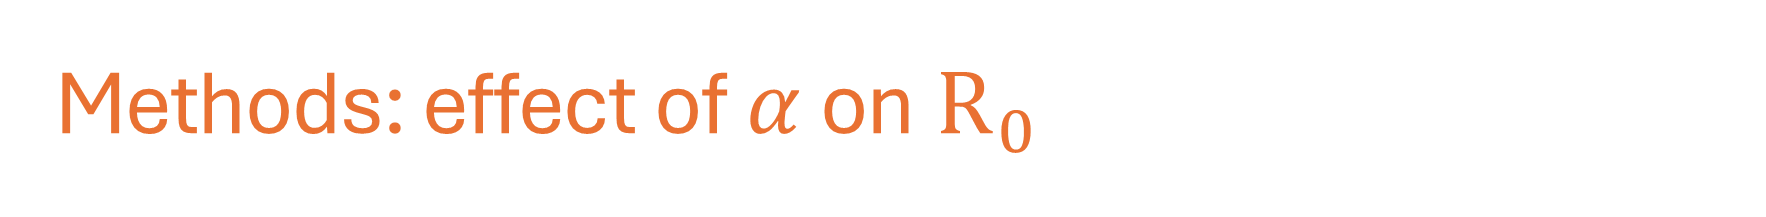 Methods: effect of α on R₀